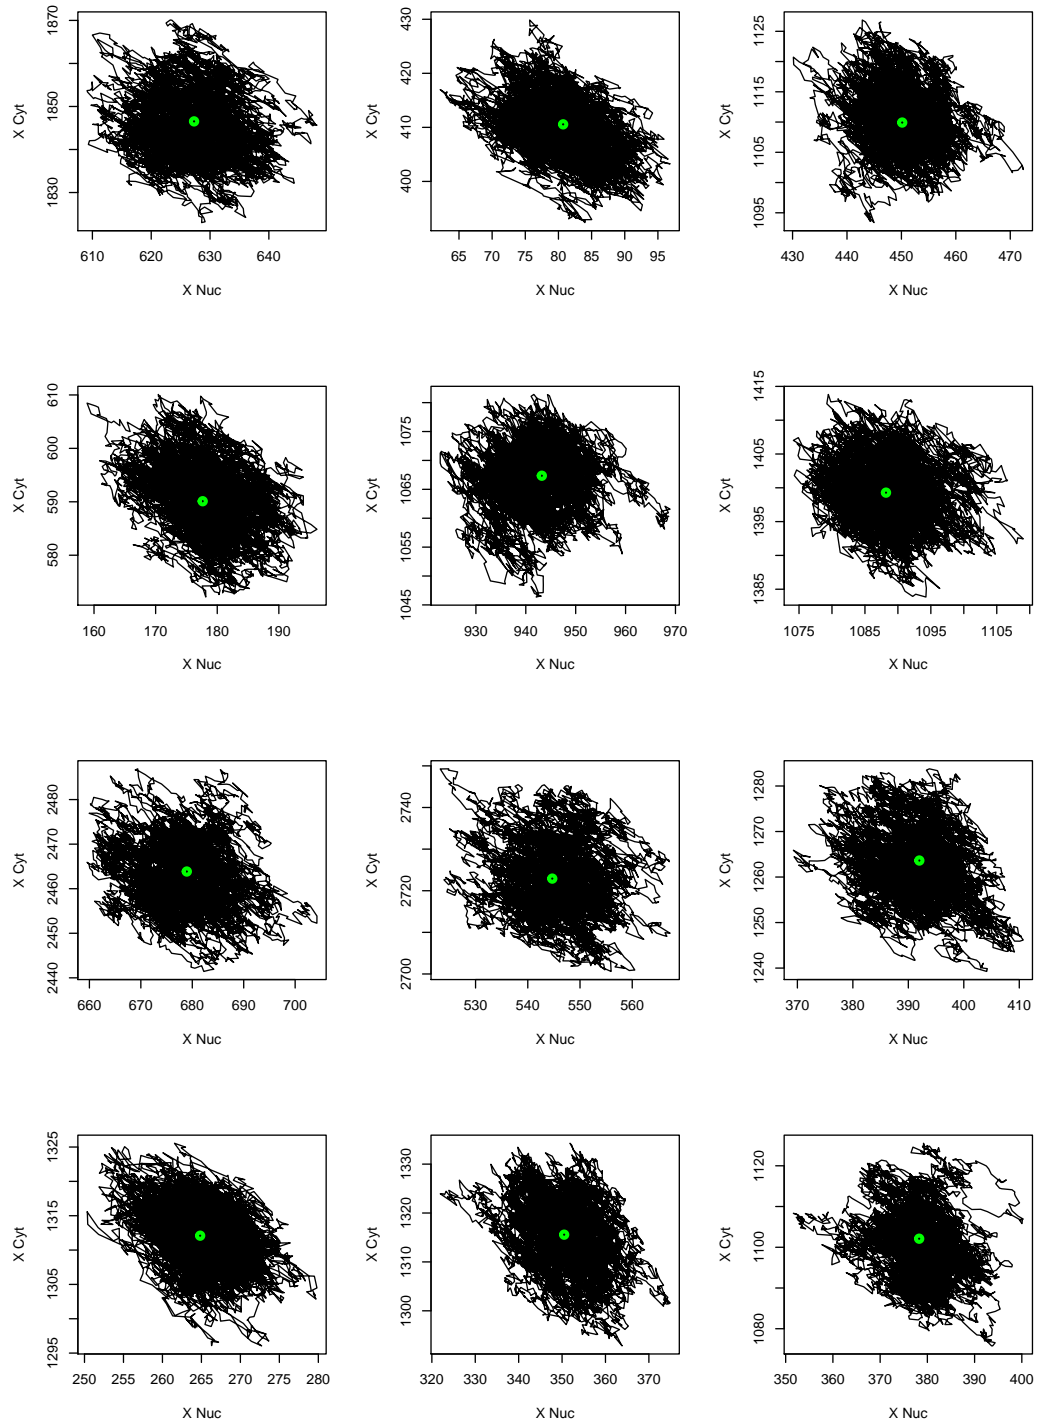 1830 1850 1870
X Cyt
610 620 630 640
X Nuc
400 410 420 430
X Cyt
65 70 75 80 85 90 95
X Nuc
1095 1105 1115 1125
X Cyt
430 440 450 460 470
X Nuc
580 590 600 610
X Cyt
160 170 180 190
X Nuc
1045 1055 1065 1075
X Cyt
930 940 950 960 970
X Nuc
1385 1395 1405 1415
X Cyt
1075 1085 1095 1105
X Nuc
2440 2450 2460 2470 2480
X Cyt
660 670 680 690 700
X Nuc
2700 2720 2740
X Cyt
530 540 550 560
X Nuc
1240 1250 1260 1270 1280
X Cyt
370 380 390 400 410
X Nuc
1295 1305 1315 1325
X Cyt
250 255 260 265 270 275 280
X Nuc
1300 1310 1320 1330
X Cyt
320 330 340 350 360 370
X Nuc
1080 1100 1120
X Cyt
350 360 370 380 390 400
X Nuc